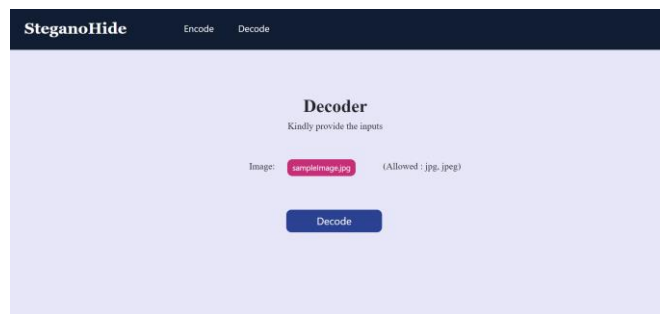 SteganoHide Encode Decode
Decoder
Kindly provide the inputs
Image: sampleImage.jpg (Allowed : jpg, jpeg)
Decode